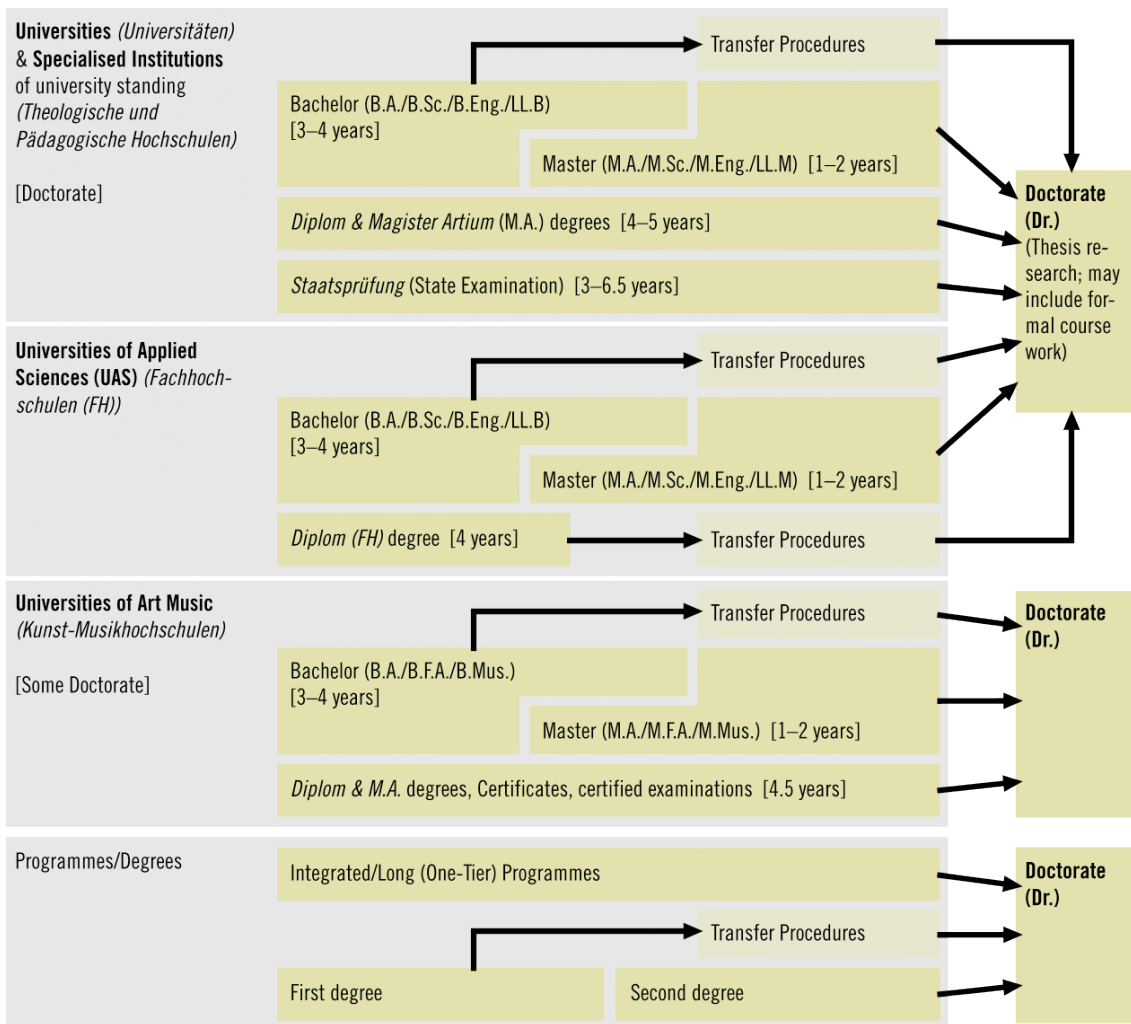 Universities (Universitäten)
& Specialised Institutions
of university standing
(Theologische und
Pädagogische Hochschulen)
[Doctorate]
Transfer Procedures
Bachelor (B.A./B.Sc./B.Eng./LL.B)
[3–4 years]
Master (M.A./M.Sc./M.Eng./LL.M) [1–2 years]
Diplom & Magister Artium (M.A.) degrees [4–5 years]
Staatsprüfung (State Examination) [3–6.5 years]
Doctorate
(Dr.)
(Thesis re-
search; may
include for-
mal course
work)
Universities of Applied
Sciences (UAS) (Fachhoch-
schulen (FH))
Transfer Procedures
Bachelor (B.A./B.Sc./B.Eng./LL.B)
[3–4 years]
Master (M.A./M.Sc./M.Eng./LL.M) [1–2 years]
Diplom (FH) degree [4 years]
Transfer Procedures
Universities of Art Music
(Kunst-Musikhochschulen)
[Some Doctorate]
Transfer Procedures
Bachelor (B.A./B.F.A./B.Mus.)
[3–4 years]
Master (M.A./M.F.A./M.Mus.) [1–2 years]
Diplom & M.A. degrees, Certificates, certified examinations [4.5 years]
Doctorate
(Dr.)
Programmes/Degrees
Integrated/Long (One-Tier) Programmes
Transfer Procedures
First degree
Second degree
Doctorate
(Dr.)